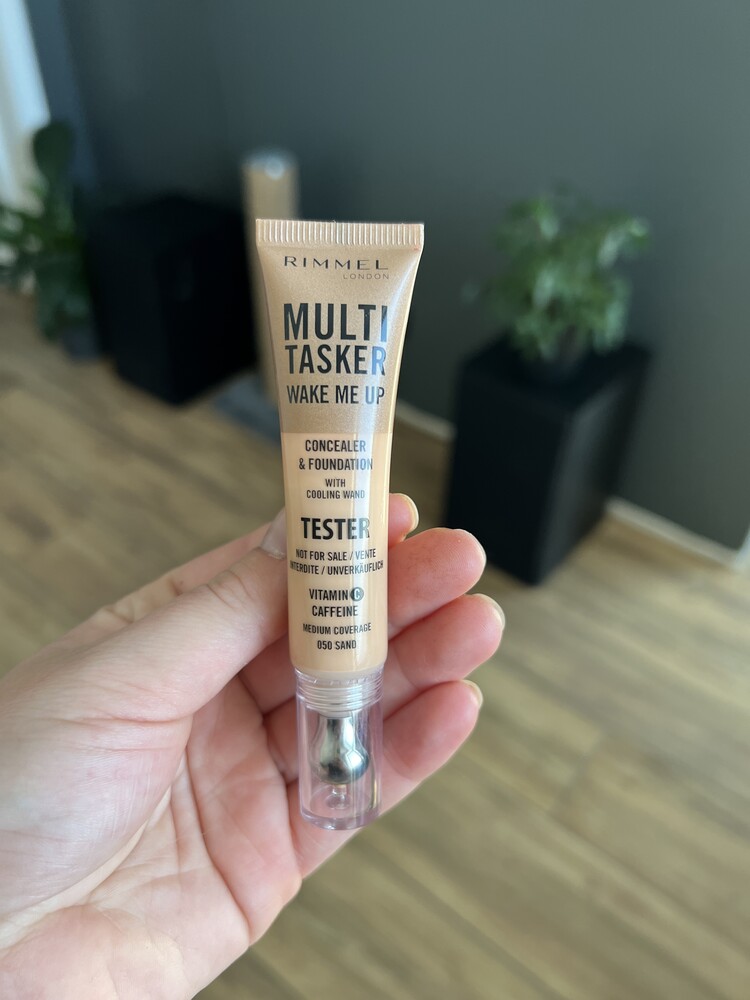 RIMMEL
LONDON
MULTI
TASKER
WAKE ME UP
CONCEALER
& FOUNDATION
WITH
COOLING WAND
TESTER
NOT FOR SALE / VENTE
INTERDITE / UNVERKÄUFLICH
VITAMIN C
CAFFEINE
MEDIUM COVERAGE
050 SAND